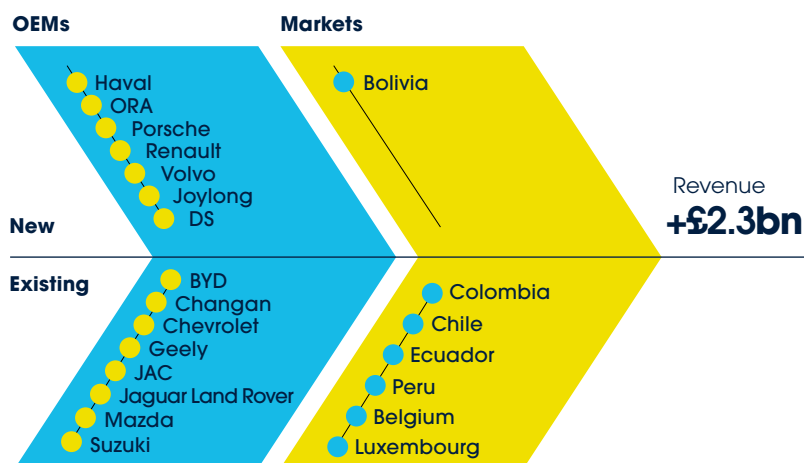 OEMs
Haval
ORA
Porsche
Renault
Volvo
Joylong
DS
New
Existing
BYD
Changan
Chevrolet
Geely
JAC
Jaguar Land Rover
Mazda
Suzuki
Markets
Bolivia
Colombia
Chile
Ecuador
Peru
Belgium
Luxembourg
Revenue
+£2.3bn